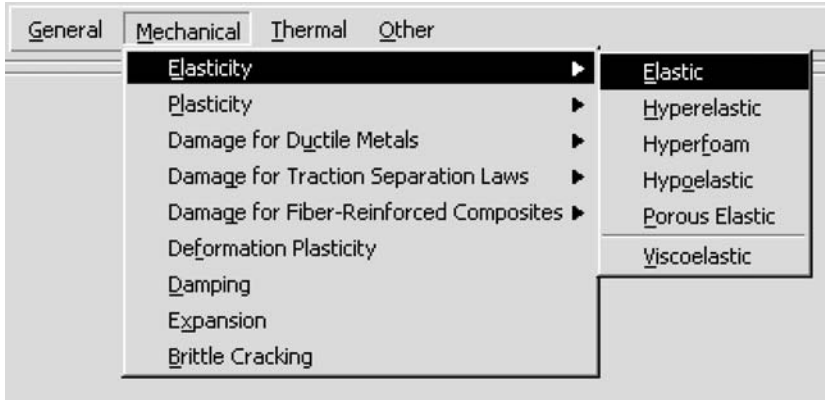 General Mechanical Thermal Other
Elasticity
Plasticity
Damage for Ductile Metals
Damage for Traction Separation Laws
Damage for Fiber-Reinforced Composites
Deformation Plasticity
Damping
Expansion
Brittle Cracking
Elastic
Hyperelastic
Hyperfoam
Hypoelastic
Porous Elastic
Viscoelastic